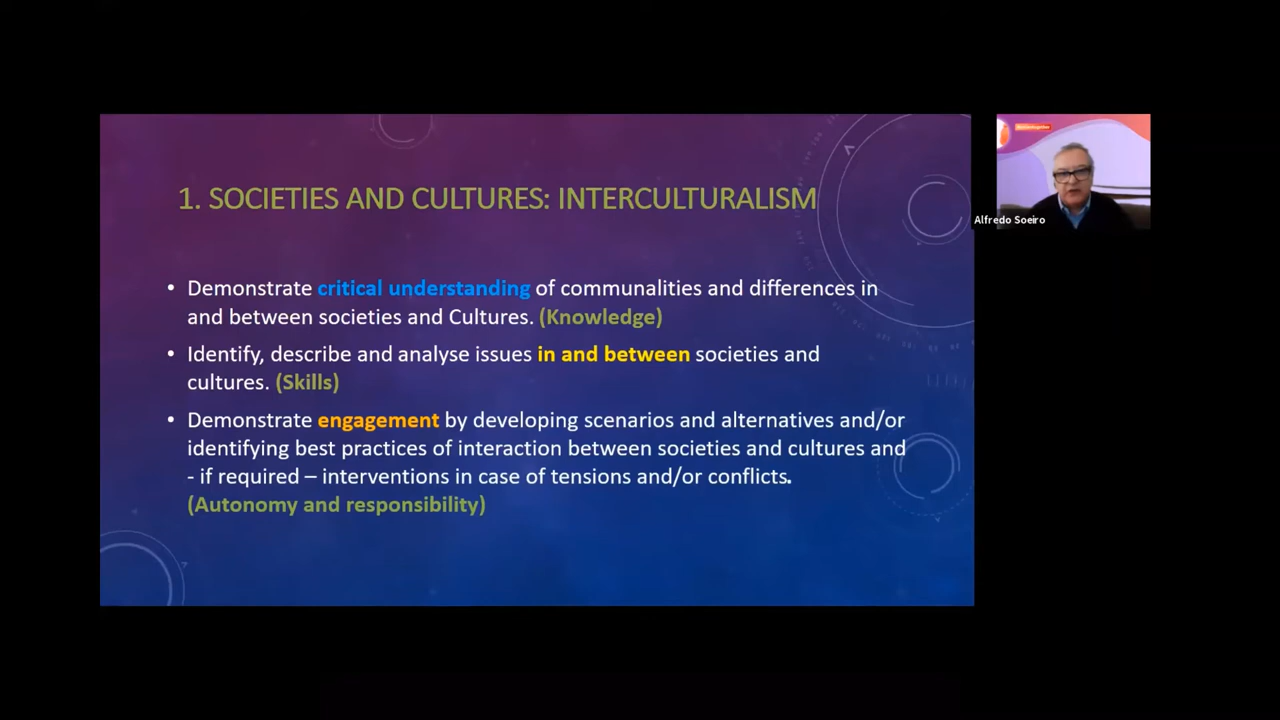 1. SOCIETIES AND CULTURES: INTERCULTURALISM
• Demonstrate critical understanding of communalities and differences in
and between societies and Cultures. (Knowledge)
• Identify, describe and analyse issues in and between societies and
cultures. (Skills)
• Demonstrate engagement by developing scenarios and alternatives and/or
identifying best practices of interaction between societies and cultures and
- if required – interventions in case of tensions and/or conflicts.
(Autonomy and responsibility)
Alfredo Soeiro